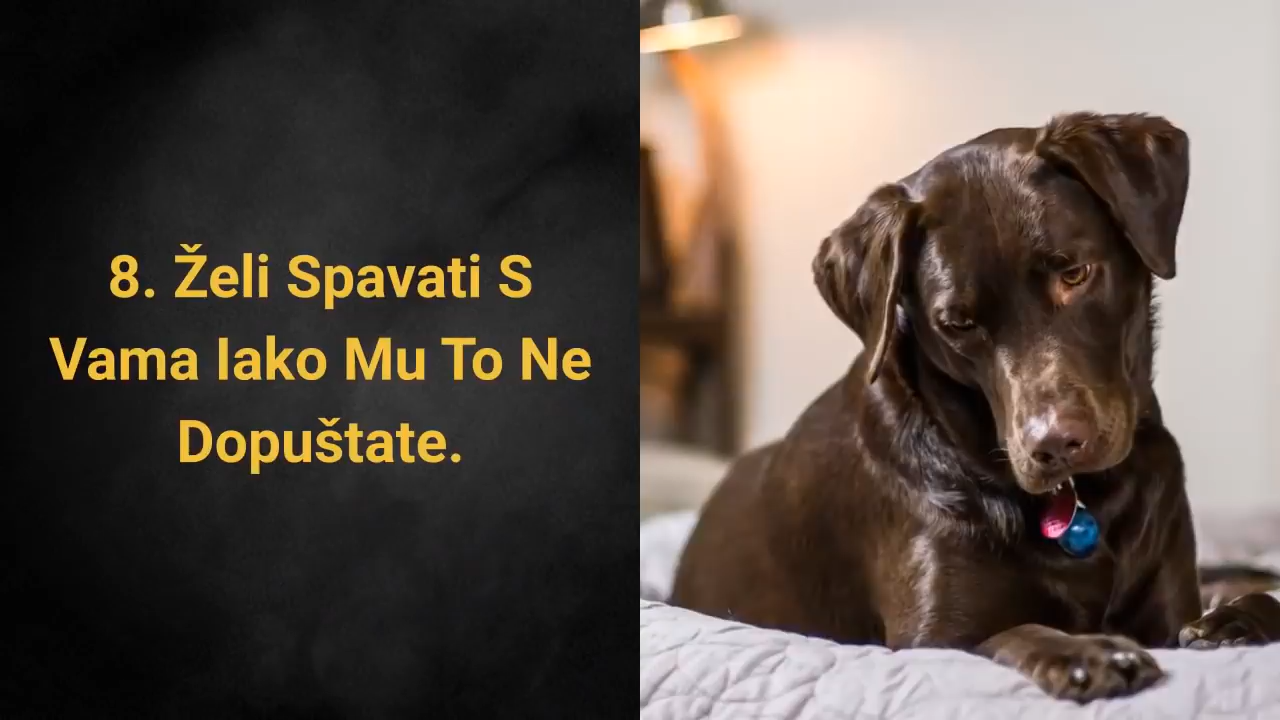 8. Želi Spavati S
Vama Iako Mu To Ne
Dopuštate.